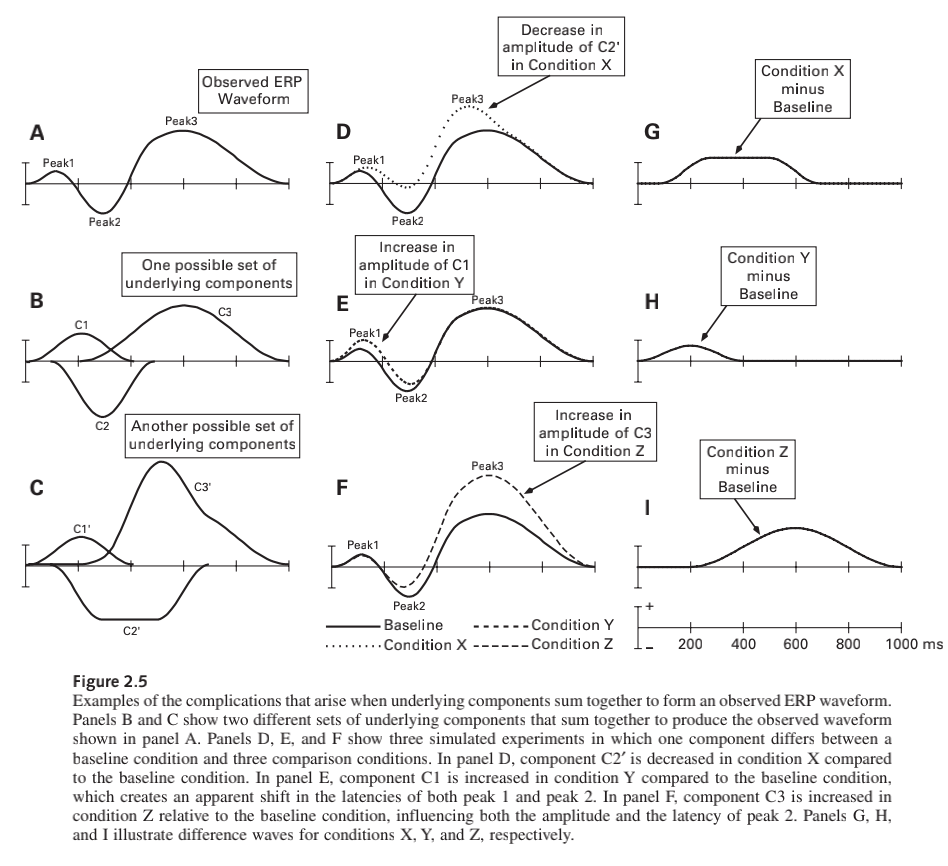 A
Observed ERP
Waveform
Peak1
Peak2
Peak3
B
One possible set of
underlying components
C1
C2
C3
C
Another possible set of
underlying components
C1'
C2'
C3'
D
Decrease in
amplitude of C2'
in Condition X
Peak1
Peak2
Peak3
E
Increase in
amplitude of C1
in Condition Y
Peak1
Peak2
Peak3
F
Increase in
amplitude of C3
in Condition Z
Peak1
Peak2
Peak3
Baseline
Condition X
Condition Y
Condition Z
G
Condition X
minus
Baseline
H
Condition Y
minus
Baseline
I
Condition Z
minus
Baseline
+
–
200 400 600 800 1000 ms
Figure 2.5
Examples of the complications that arise when underlying components sum together to form an observed ERP waveform.
Panels B and C show two different sets of underlying components that sum together to produce the observed waveform
shown in panel A. Panels D, E, and F show three simulated experiments in which one component differs between a
baseline condition and three comparison conditions. In panel D, component C2′ is decreased in condition X compared
to the baseline condition. In panel E, component C1 is increased in condition Y compared to the baseline condition,
which creates an apparent shift in the latencies of both peak 1 and peak 2. In panel F, component C3 is increased in
condition Z relative to the baseline condition, influencing both the amplitude and the latency of peak 2. Panels G, H,
and I illustrate difference waves for conditions X, Y, and Z, respectively.